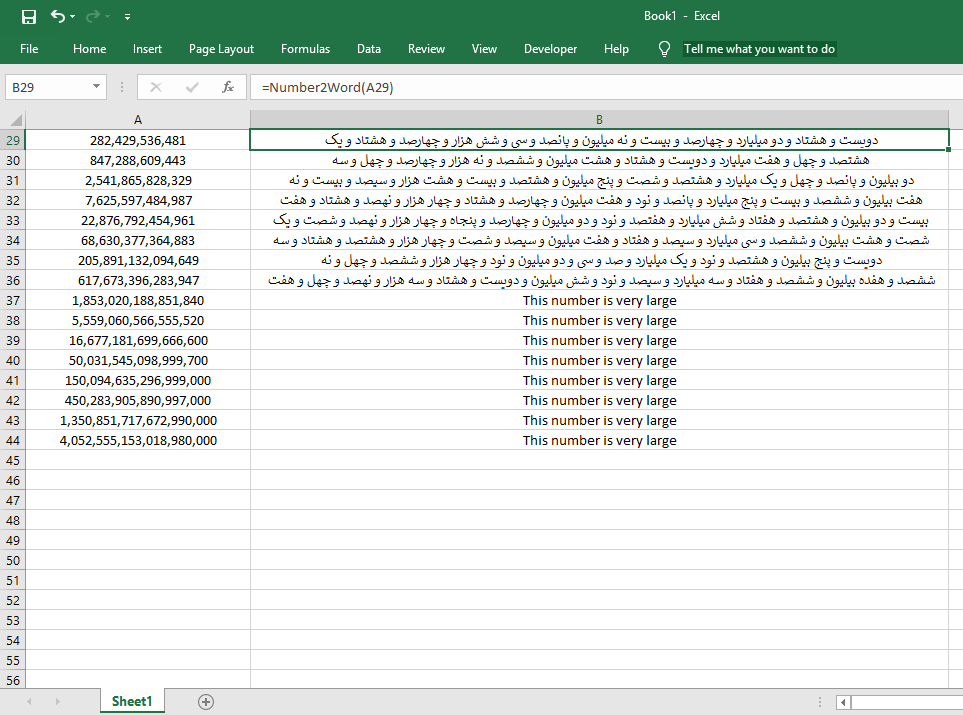 Book1 - Excel
File Home Insert Page Layout Formulas Data Review View Developer Help Tell me what you want to do
B29 fx =Number2Word(A29)
A B
29 282,429,536,481 دویست و هشتاد و دو میلیارد و چهارصد و بیست و نه میلیون و پانصد و سی و شش هزار و چهارصد و هشتاد و یک
30 847,288,609,443 هشتصد و چهل و هفت میلیارد و دویست و هشتاد و هشت میلیون و ششصد و نه هزار و چهارصد و چهل و سه
31 2,541,865,828,329 دو بیلیون و پانصد و چهل و یک میلیارد و هشتصد و شصت و پنج میلیون و هشتصد و بیست و هشت هزار و سیصد و بیست و نه
32 7,625,597,484,987 هفت بیلیون و ششصد و بیست و پنج میلیارد و پانصد و نود و هفت میلیون و چهارصد و هشتاد و چهار هزار و نهصد و هشتاد و هفت
33 22,876,792,454,961 بیست و دو بیلیون و هشتصد و هفتاد و شش میلیارد و هفتصد و نود و دو میلیون و چهارصد و پنجاه و چهار هزار و نهصد و شصت و یک
34 68,630,377,364,883 شصت و هشت بیلیون و ششصد و سی میلیارد و سیصد و هفتاد و هفت میلیون و سیصد و شصت و چهار هزار و هشتصد و هشتاد و سه
35 205,891,132,094,649 دویست و پنج بیلیون و هشتصد و نود و یک میلیارد و صد و سی و دو میلیون و نود و چهار هزار و ششصد و چهل و نه
36 617,673,396,283,947 ششصد و هفده بیلیون و ششصد و هفتاد و سه میلیارد و سیصد و نود و شش میلیون و دویست و هشتاد و سه هزار و نهصد و چهل و هفت
37 1,853,020,188,851,840 This number is very large
38 5,559,060,566,555,520 This number is very large
39 16,677,181,699,666,600 This number is very large
40 50,031,545,098,999,700 This number is very large
41 150,094,635,296,999,000 This number is very large
42 450,283,905,890,997,000 This number is very large
43 1,350,851,717,672,990,000 This number is very large
44 4,052,555,153,018,980,000 This number is very large
45
46
47
48
49
50
51
52
53
54
55
56
Sheet1